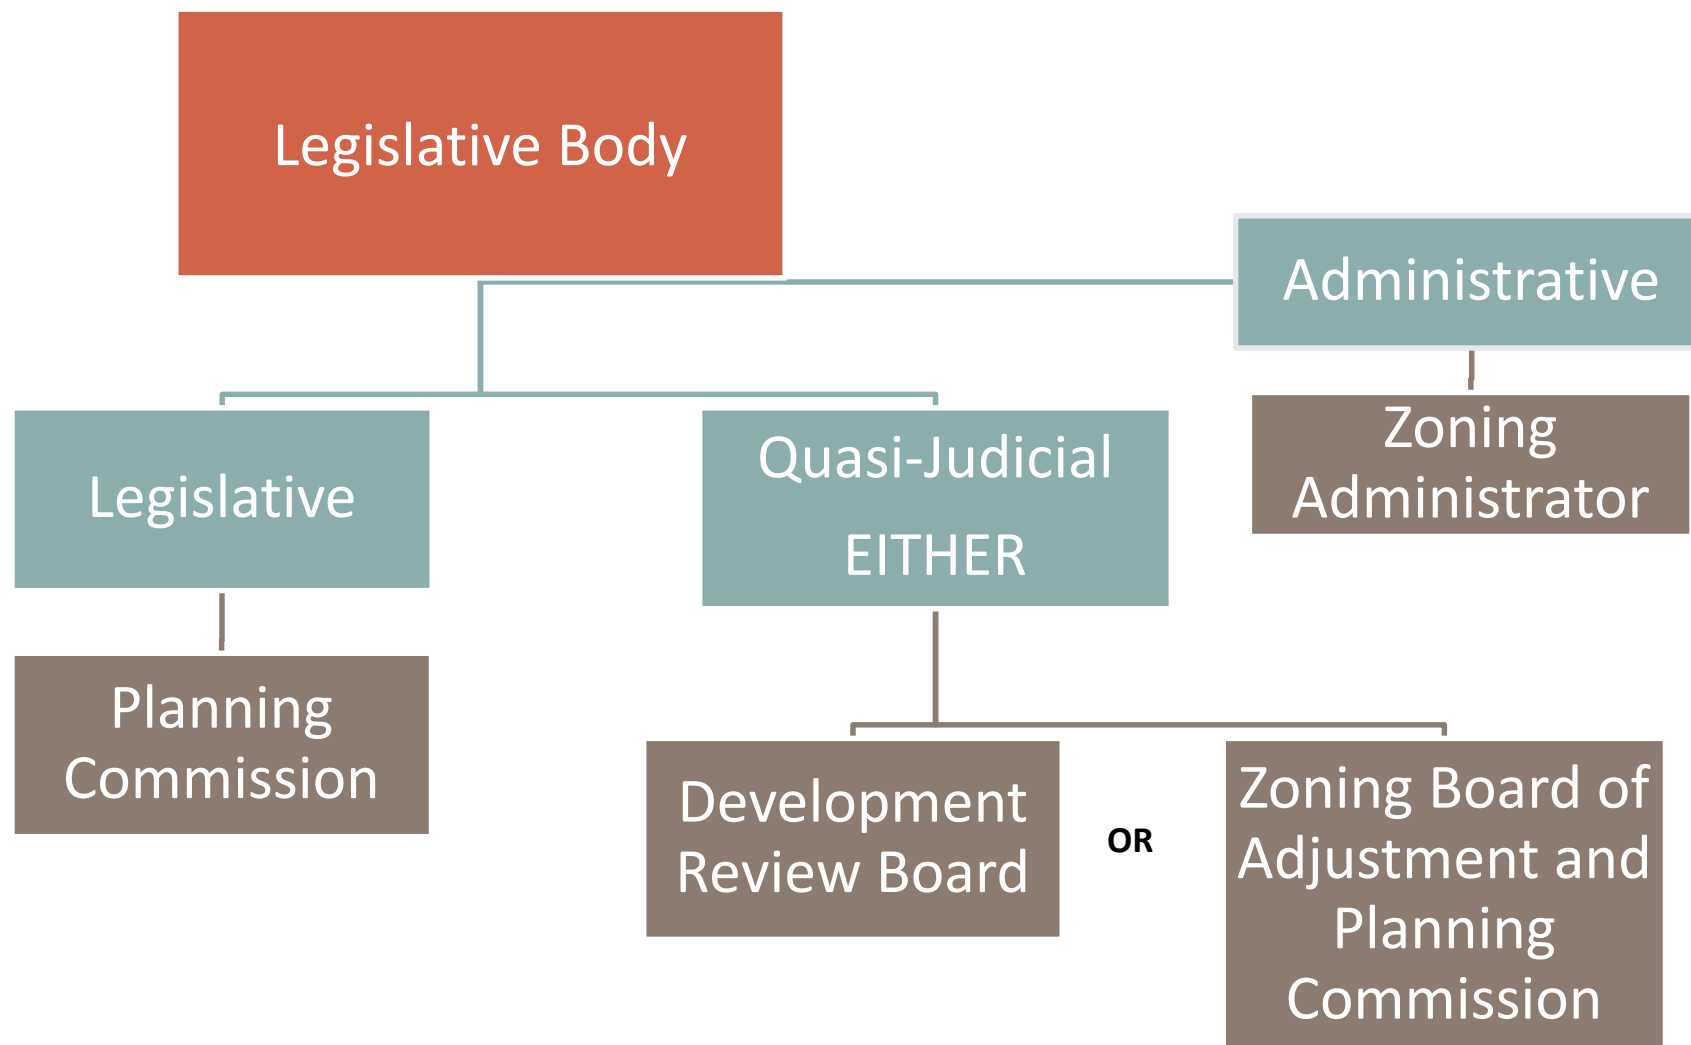 Legislative Body
Administrative
Zoning
Administrator
Legislative
Quasi-Judicial
EITHER
Planning
Commission
Development
Review Board
OR
Zoning Board of
Adjustment and
Planning
Commission